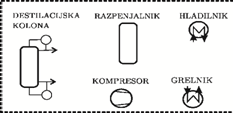 DESTILACIJSKA
KOLONA
RAZPENJALNIK
HLADILNIK
KOMPRESOR
GRELNIK